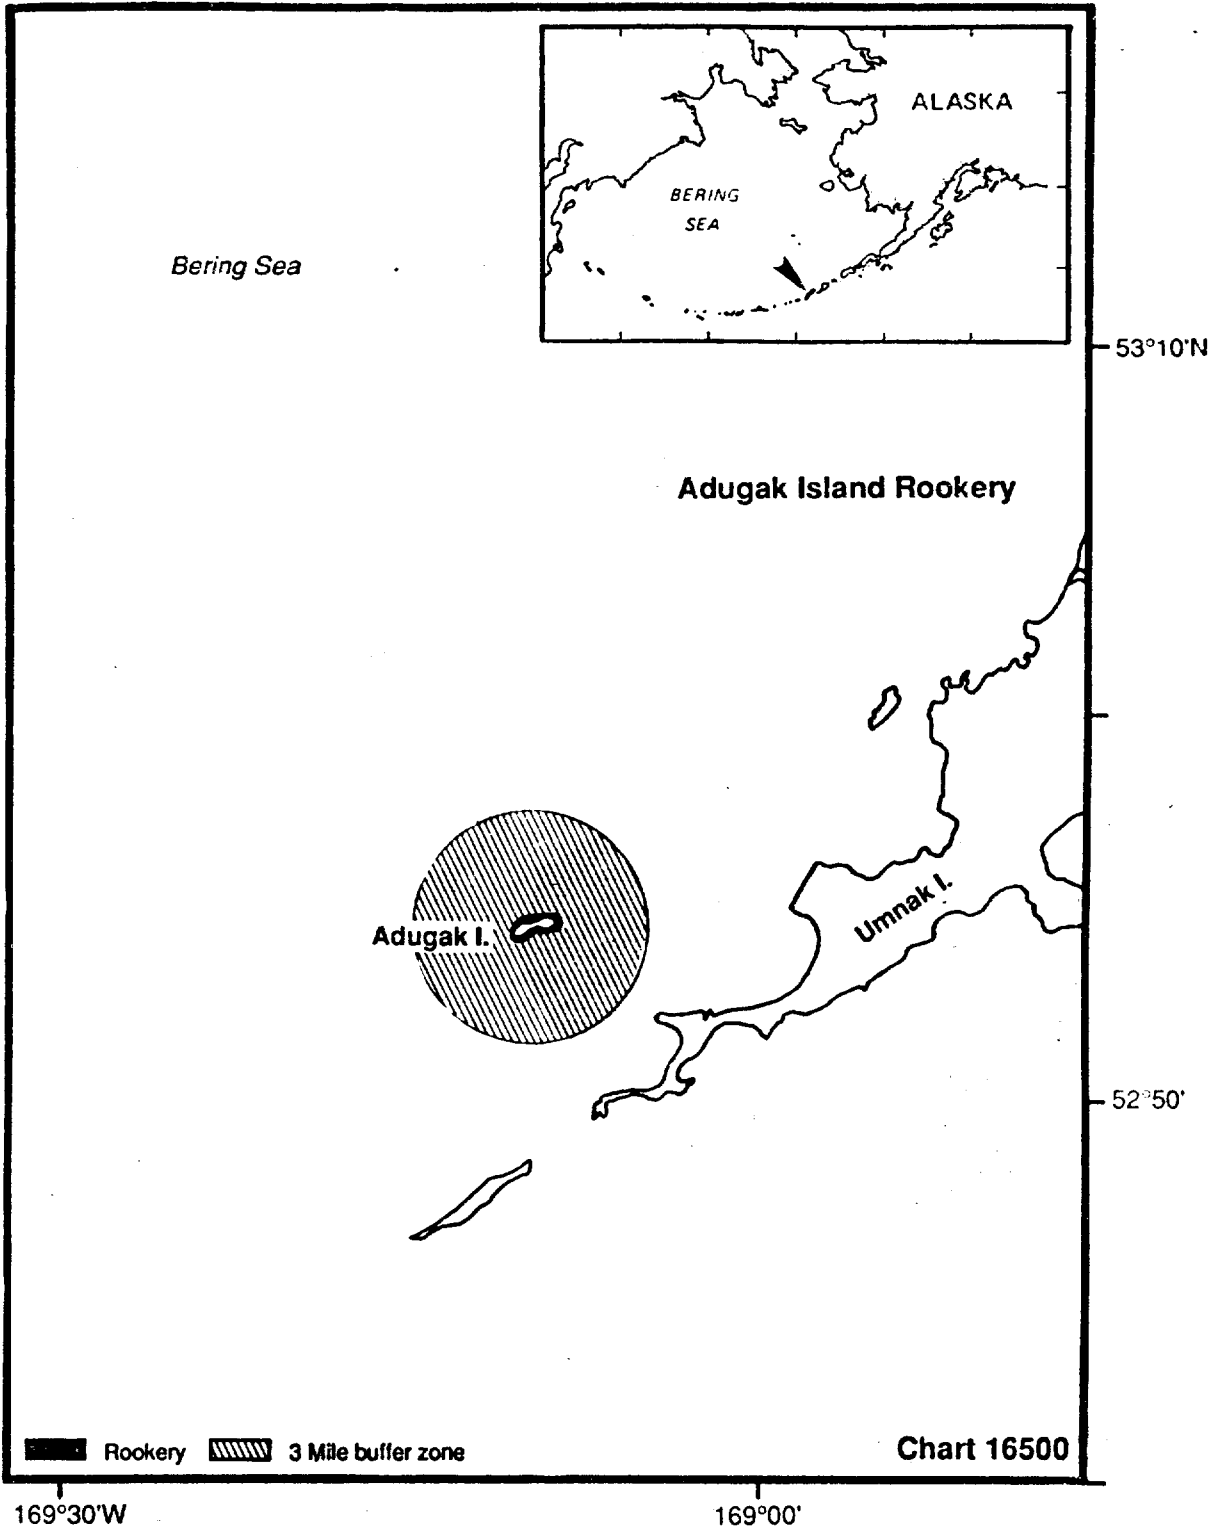 ALASKA
BERING
SEA
Bering Sea
53°10'N
Adugak Island Rookery
Umnak I.
Adugak I.
52°50'
Rookery
3 Mile buffer zone
Chart 16500
169°30'W
169°00'